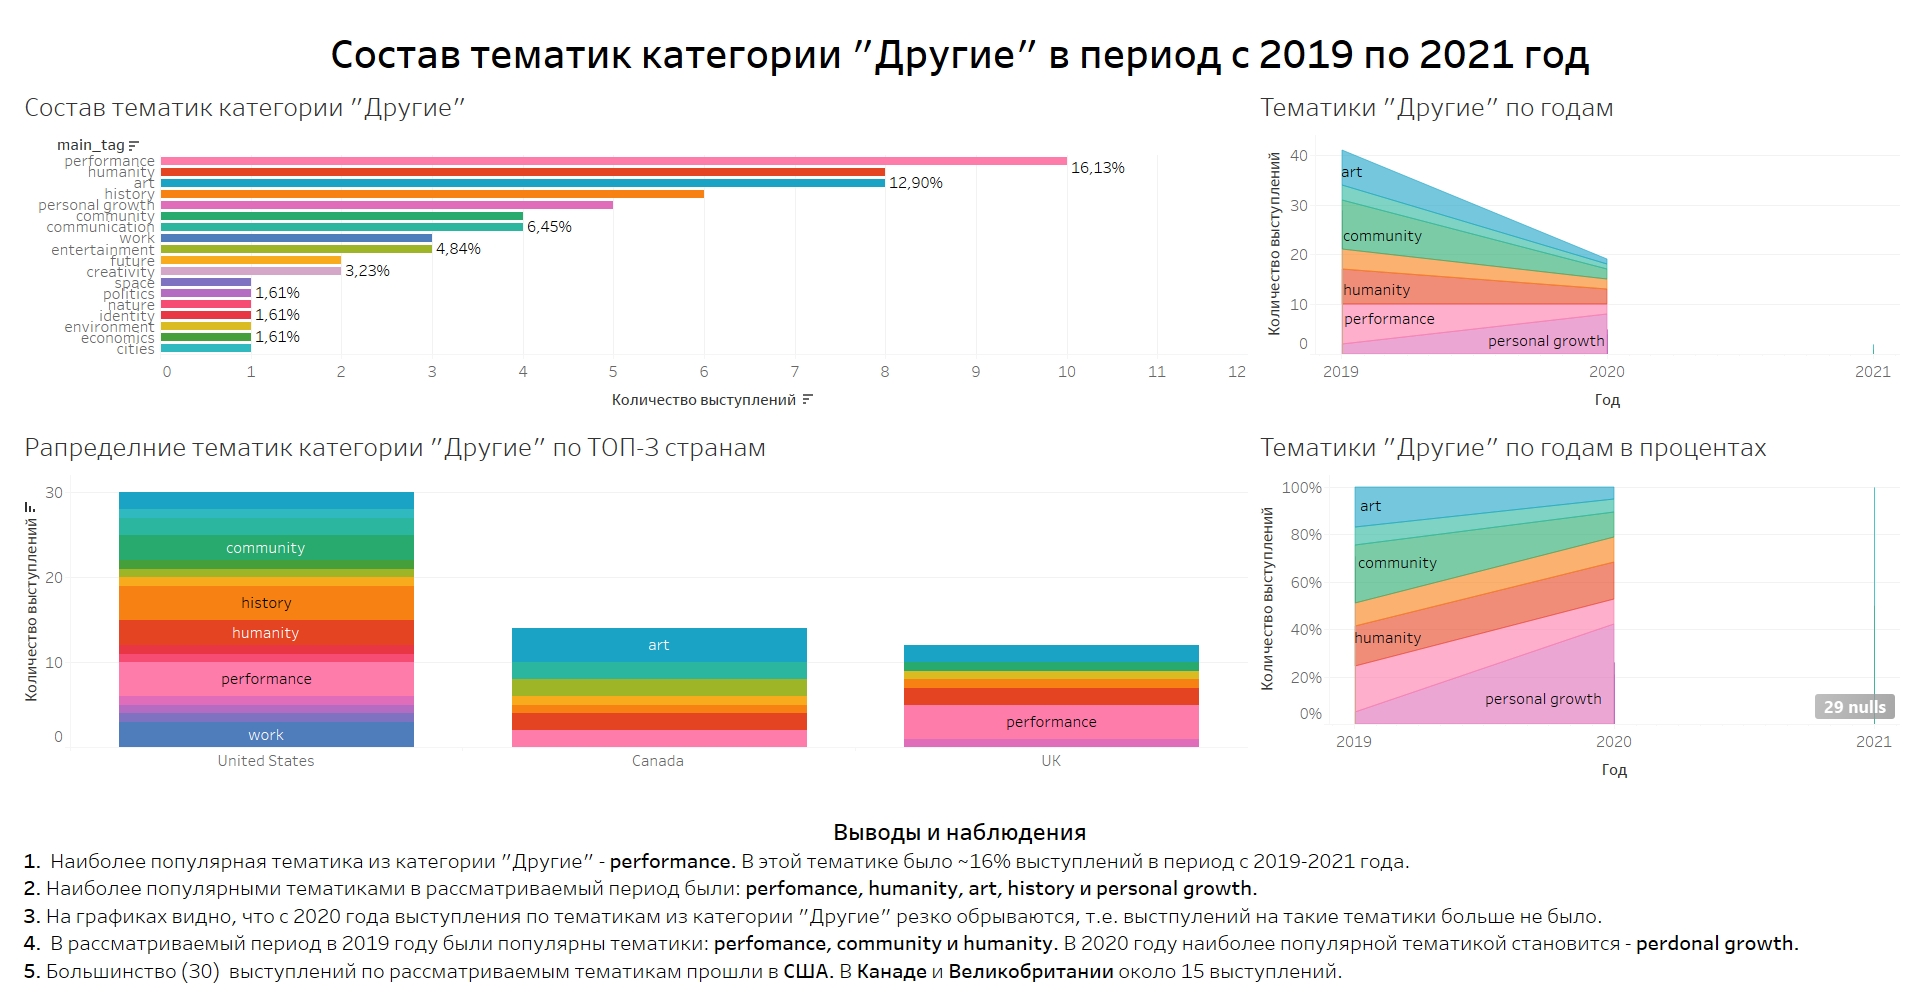 Состав тематик категории "Другие" в период с 2019 по 2021 год
Состав тематик категории "Другие"
main_tag
performance
16,13%
humanity
art
12,90%
history
personal growth
community
communication
6,45%
work
entertainment
4,84%
future
creativity
3,23%
space
politics
1,61%
nature
identity
1,61%
environment
economics
1,61%
cities
0 1 2 3 4 5 6 7 8 9 10 11 12
Количество выступлений
Тематики "Другие" по годам
Количество выступлений
40
30
20
10
0
art
community
humanity
performance
personal growth
2019 2020 2021
Год
Рапределние тематик категории "Другие" по ТОП-3 странам
Количество выступлений
30
20
10
0
community
history
humanity
performance
work
art
performance
United States Canada UK
Тематики "Другие" по годам в процентах
Количество выступлений
100%
80%
60%
40%
20%
0%
art
community
humanity
personal growth
29 nulls
2019 2020 2021
Год
Выводы и наблюдения
1. Наиболее популярная тематика из категории "Другие" - performance. В этой тематике было ~16% выступлений в период с 2019-2021 года.
2. Наиболее популярными тематиками в рассматриваемый период были: perfomance, humanity, art, history и personal growth.
3. На графиках видно, что с 2020 года выступления по тематикам из категории "Другие" резко обрываются, т.е. выстпулений на такие тематики больше не было.
4. В рассматриваемый период в 2019 году были популярны тематики: perfomance, community и humanity. В 2020 году наиболее популярной тематикой становится - perdonal growth.
5. Большинство (30) выступлений по рассматриваемым тематикам прошли в США. В Канаде и Великобритании около 15 выступлений.